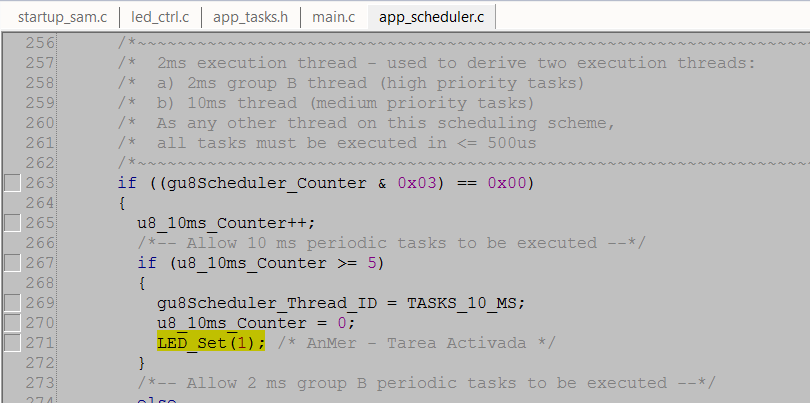 startup_sam.c led_ctrl.c app_tasks.h main.c app_scheduler.c
256 /*~~~~~~~~~~~~~~~~~~~~~~~~~~~~~~~~~~~~~~~~~~~~~~~~~~~~~~~~~~~~~~~~~~~
257 /*  2ms execution thread - used to derive two execution threads:
258 /*  a) 2ms group B thread (high priority tasks)
259 /*  b) 10ms thread (medium priority tasks)
260 /*  As any other thread on this scheduling scheme,
261 /*  all tasks must be executed in <= 500us
262 /*~~~~~~~~~~~~~~~~~~~~~~~~~~~~~~~~~~~~~~~~~~~~~~~~~~~~~~~~~~~~~~~~~~~
263 if ((gu8Scheduler_Counter & 0x03) == 0x00)
264 {
265 u8_10ms_Counter++;
266 /*-- Allow 10 ms periodic tasks to be executed --*/
267 if (u8_10ms_Counter >= 5)
268 {
269 gu8Scheduler_Thread_ID = TASKS_10_MS;
270 u8_10ms_Counter = 0;
271 LED_Set(1); /* AnMer - Tarea Activada */
272 }
273 /*-- Allow 2 ms group B periodic tasks to be executed --*/
274 else